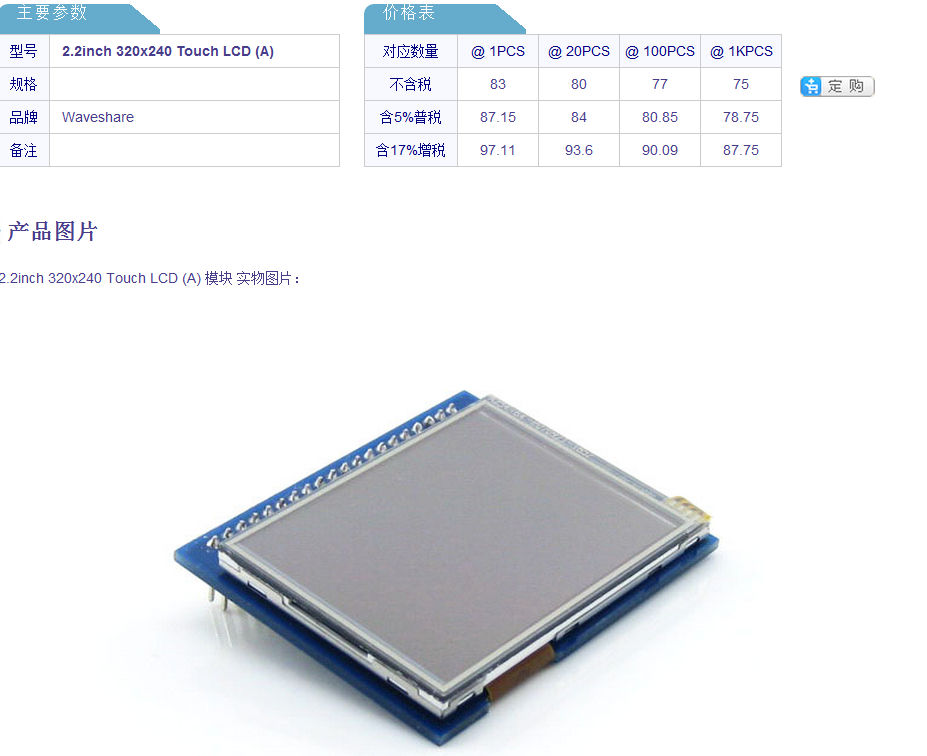 主要参数
型号 2.2inch 320x240 Touch LCD (A)
规格
品牌 Waveshare
备注
价格表
对应数量 @ 1PCS @ 20PCS @ 100PCS @ 1KPCS
不含税 83 80 77 75
含5%普税 87.15 84 80.85 78.75
含17%增税 97.11 93.6 90.09 87.75
定 购
产品图片
2.2inch 320x240 Touch LCD (A) 模块 实物图片：